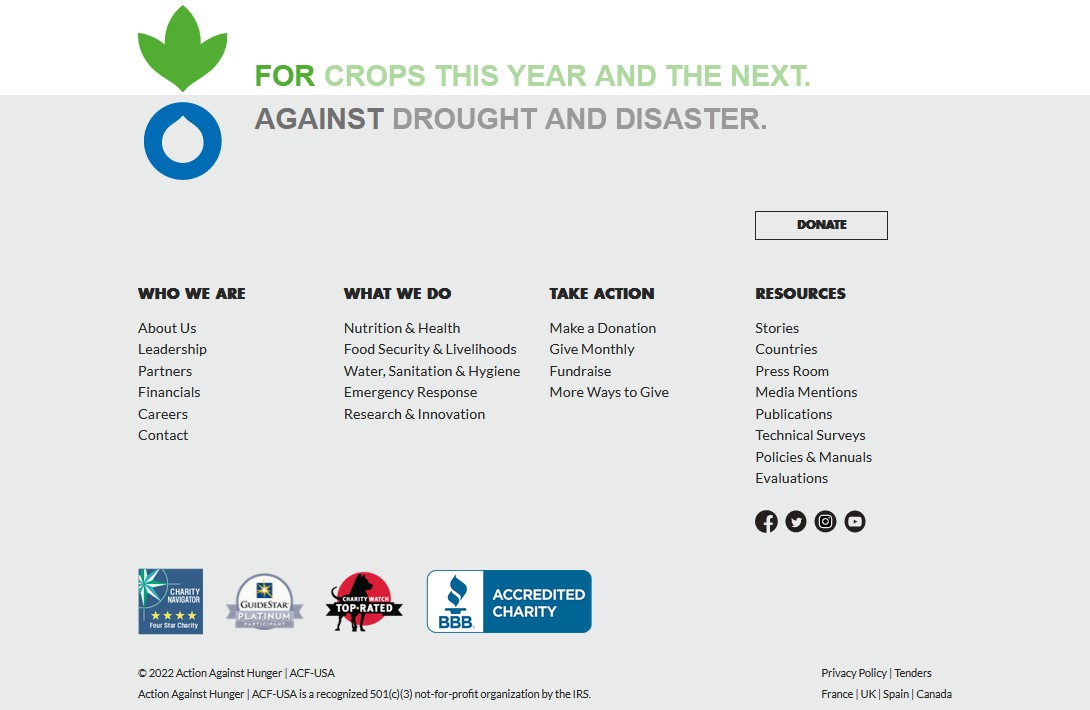 FOR CROPS THIS YEAR AND THE NEXT.
AGAINST DROUGHT AND DISASTER.
DONATE
WHO WE ARE
About Us
Leadership
Partners
Financials
Careers
Contact
WHAT WE DO
Nutrition & Health
Food Security & Livelihoods
Water, Sanitation & Hygiene
Emergency Response
Research & Innovation
TAKE ACTION
Make a Donation
Give Monthly
Fundraise
More Ways to Give
RESOURCES
Stories
Countries
Press Room
Media Mentions
Publications
Technical Surveys
Policies & Manuals
Evaluations
CHARITY
NAVIGATOR
Four Star Charity
GUIDESTAR
PLATINUM
PARTICIPANT
CHARITY WATCH
TOP-RATED
BBB
ACCREDITED
CHARITY
© 2022 Action Against Hunger | ACF-USA
Action Against Hunger | ACF-USA is a recognized 501(c)(3) not-for-profit organization by the IRS.
Privacy Policy | Tenders
France | UK | Spain | Canada